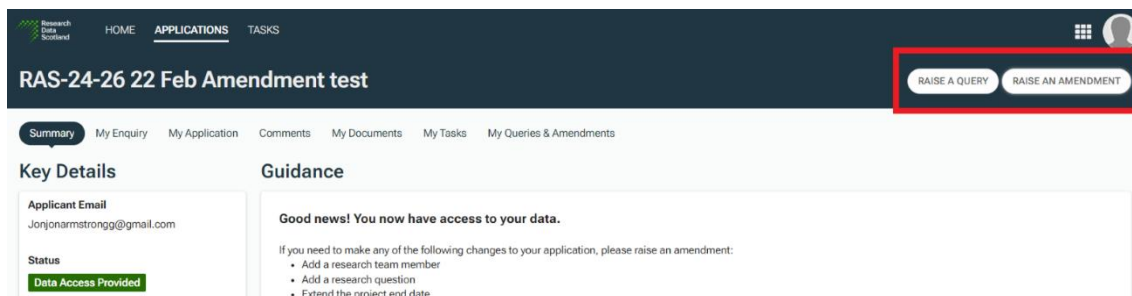 Research
Data
Scotland
HOME APPLICATIONS TASKS
RAS-24-26 22 Feb Amendment test
RAISE A QUERY RAISE AN AMENDMENT
Summary My Enquiry My Application Comments My Documents My Tasks My Queries & Amendments
Key Details
Applicant Email
Jonjonarmstrongg@gmail.com
Status
Data Access Provided
Guidance
Good news! You now have access to your data.
If you need to make any of the following changes to your application, please raise an amendment:
• Add a research team member
• Add a research question
• Extend the project end date